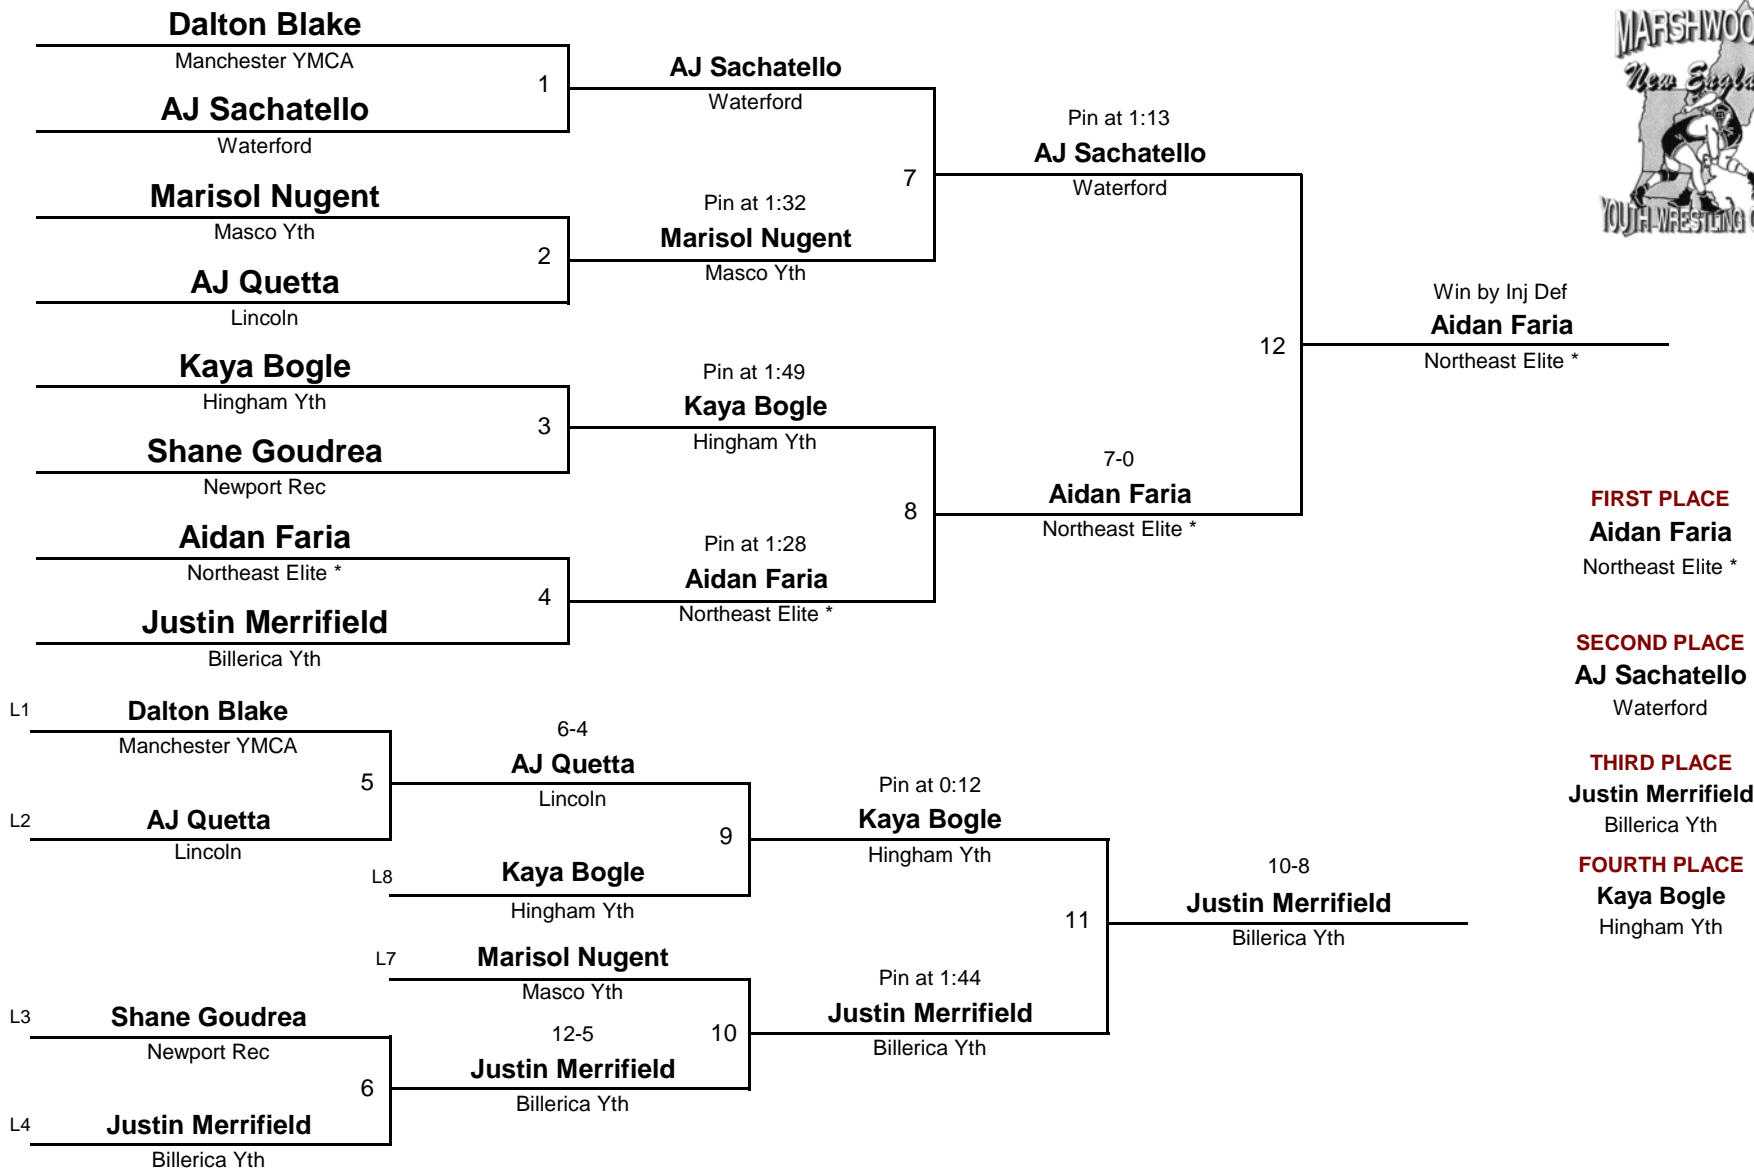 Dalton Blake
Manchester YMCA
1
AJ Sachatello
Waterford
Marisol Nugent
Masco Yth
2
AJ Quetta
Lincoln
Kaya Bogle
Hingham Yth
3
Shane Goudrea
Newport Rec
Aidan Faria
Northeast Elite *
4
Justin Merrifield
Billerica Yth
AJ Sachatello
Waterford
7
Pin at 1:32
Marisol Nugent
Masco Yth
Pin at 1:49
Kaya Bogle
Hingham Yth
8
Pin at 1:28
Aidan Faria
Northeast Elite *
Pin at 1:13
AJ Sachatello
Waterford
12
7-0
Aidan Faria
Northeast Elite *
Win by Inj Def
Aidan Faria
Northeast Elite *
L1
Dalton Blake
Manchester YMCA
5
L2
AJ Quetta
Lincoln
L3
Shane Goudrea
Newport Rec
6
L4
Justin Merrifield
Billerica Yth
6-4
AJ Quetta
Lincoln
9
L8
Kaya Bogle
Hingham Yth
L7
Marisol Nugent
Masco Yth
10
12-5
Justin Merrifield
Billerica Yth
Pin at 0:12
Kaya Bogle
Hingham Yth
11
Pin at 1:44
Justin Merrifield
Billerica Yth
10-8
Justin Merrifield
Billerica Yth
New
YOUTH WRESTLING
FIRST PLACE
Aidan Faria
Northeast Elite *
SECOND PLACE
AJ Sachatello
Waterford
THIRD PLACE
Justin Merrifield
Billerica Yth
FOURTH PLACE
Kaya Bogle
Hingham Yth